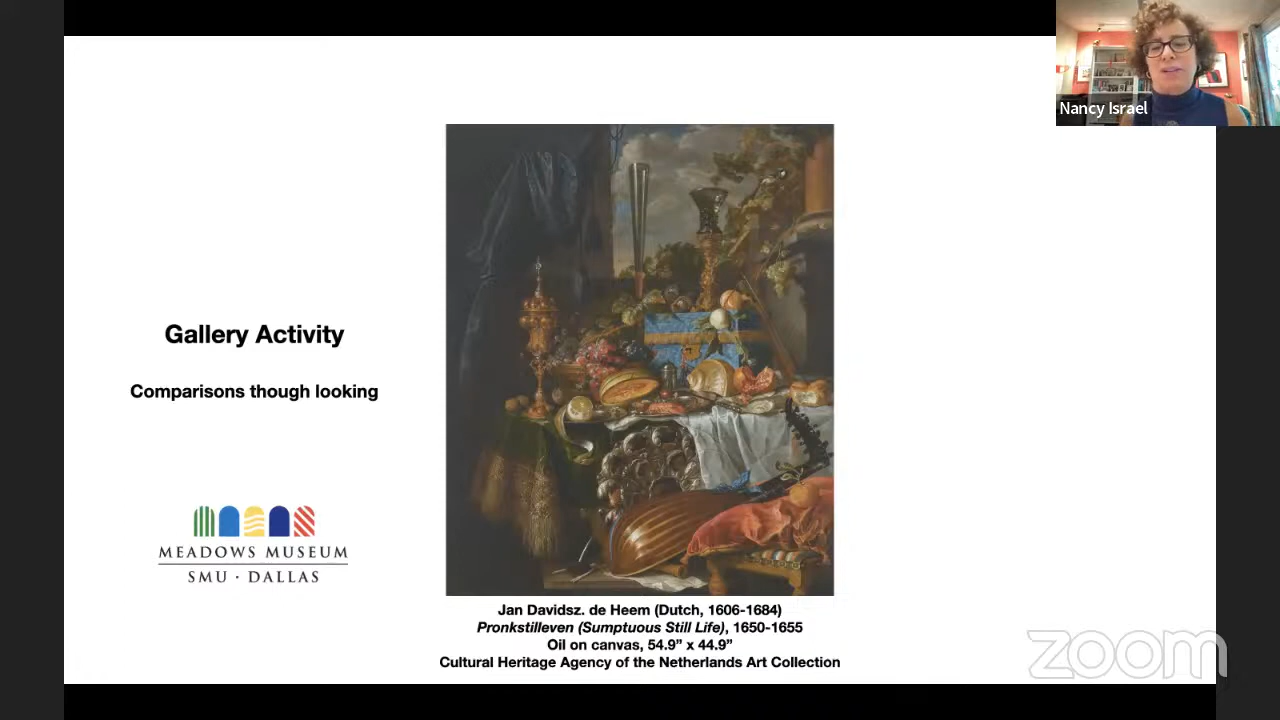 Nancy Israel
Gallery Activity
Comparisons though looking
MEADOWS MUSEUM
SMU · DALLAS
Jan Davidsz. de Heem (Dutch, 1606-1684)
Pronkstilleven (Sumptuous Still Life), 1650-1655
Oil on canvas, 54.9” x 44.9”
Cultural Heritage Agency of the Netherlands Art Collection
zoom